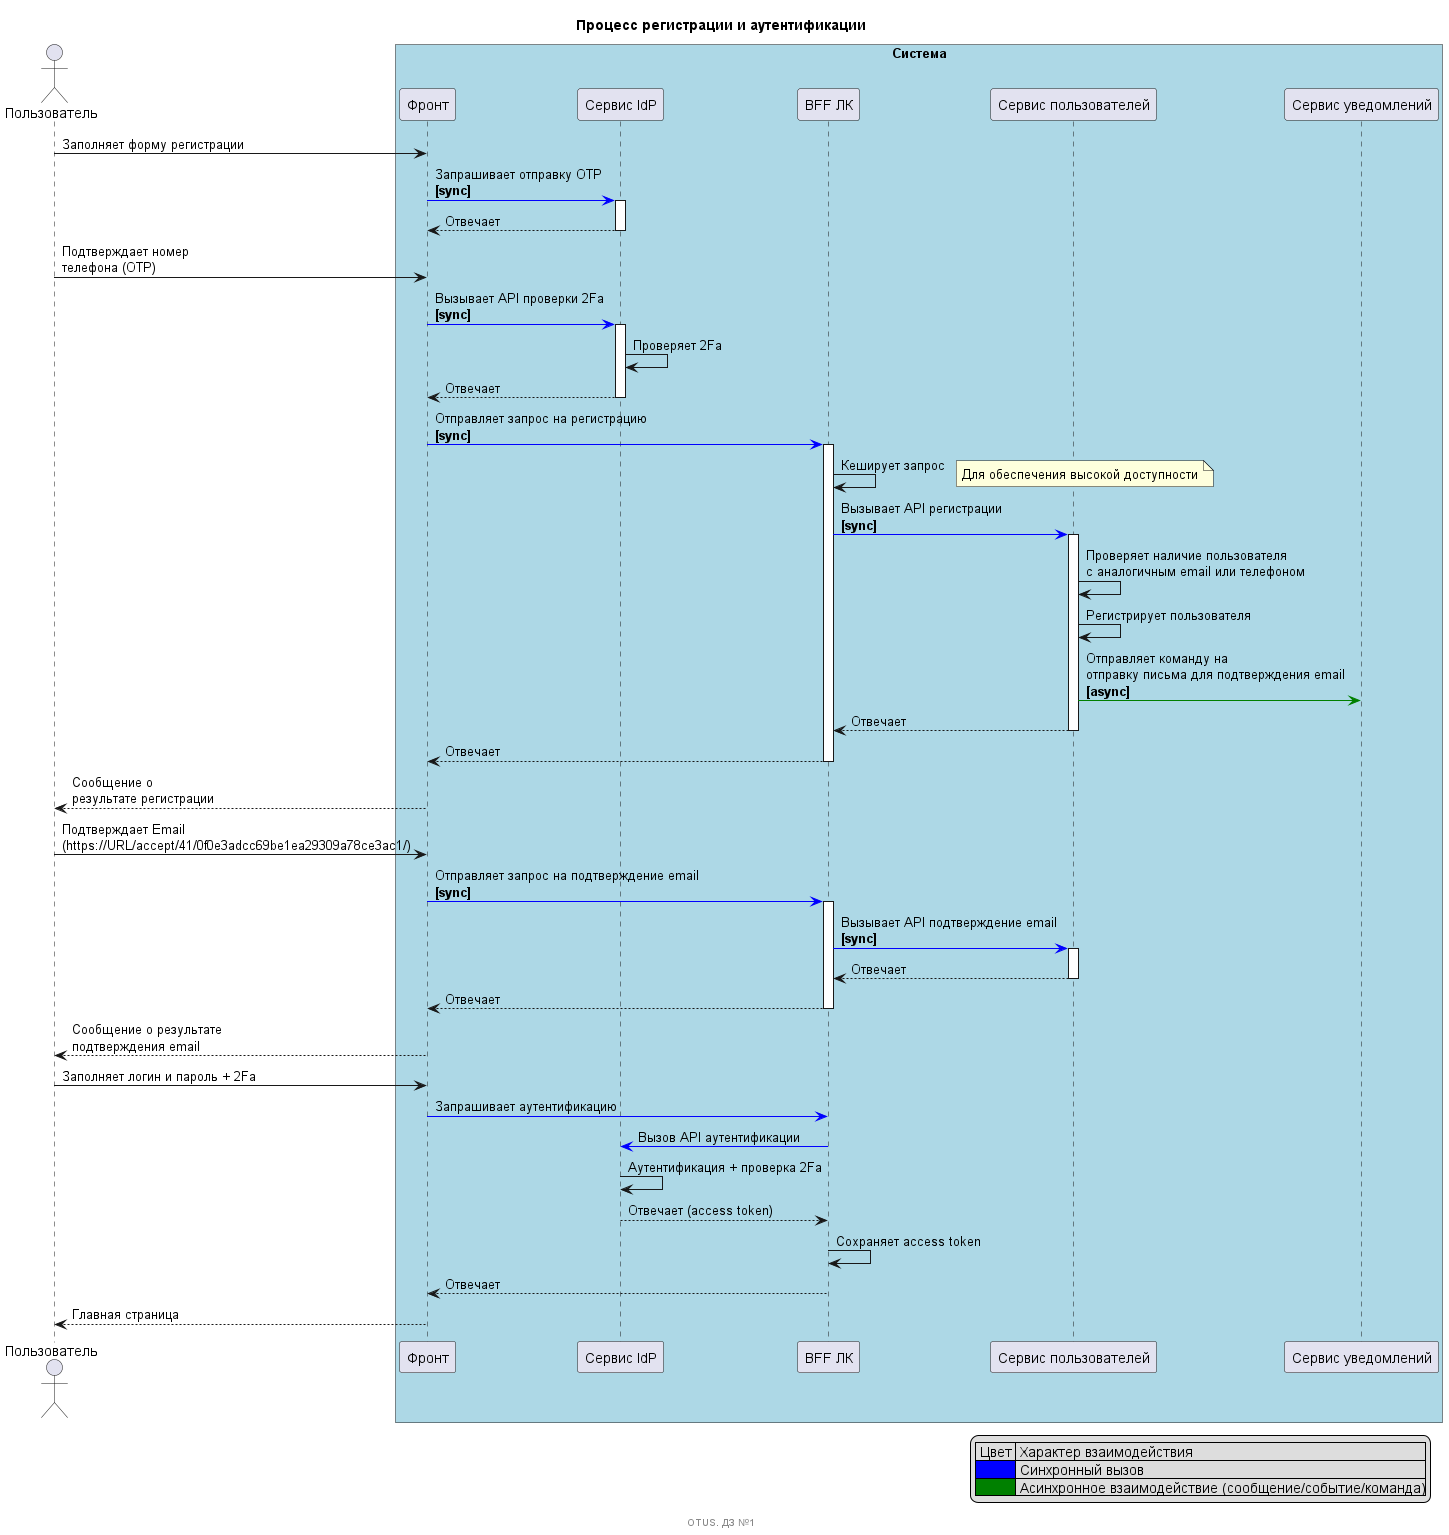 Процесс регистрации и аутентификации
Система
Пользователь
Фронт
Сервис IdP
BFF ЛК
Сервис пользователей
Сервис уведомлений
Заполняет форму регистрации
Запрашивает отправку OTP
[sync]
Отвечает
Подтверждает номер
телефона (OTP)
Вызывает API проверки 2Fa
[sync]
Проверяет 2Fa
Отвечает
Отправляет запрос на регистрацию
[sync]
Кеширует запрос
Для обеспечения высокой доступности
Вызывает API регистрации
[sync]
Проверяет наличие пользователя
с аналогичным email или телефоном
Регистрирует пользователя
Отправляет команду на
отправку письма для подтверждения email
[async]
Отвечает
Отвечает
Сообщение о
результате регистрации
Подтверждает Email
(https://URL/accept/41/0f0e3adcc69be1ea29309a78ce3ac1/)
Отправляет запрос на подтверждение email
[sync]
Вызывает API подтверждение email
[sync]
Отвечает
Отвечает
Сообщение о результате
подтверждения email
Заполняет логин и пароль + 2Fa
Запрашивает аутентификацию
Вызов API аутентификации
Аутентификация + проверка 2Fa
Отвечает (access token)
Сохраняет access token
Отвечает
Главная страница
Пользователь
Фронт
Сервис IdP
BFF ЛК
Сервис пользователей
Сервис уведомлений
Цвет Характер взаимодействия
Синхронный вызов
Асинхронное взаимодействие (сообщение/событие/команда)
OTUS. ДЗ №1